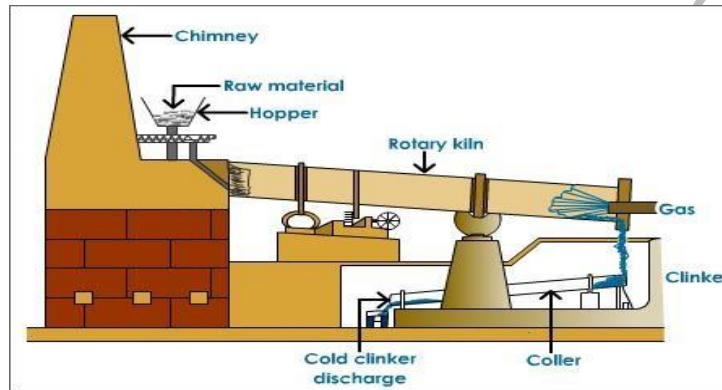 Chimney
Raw material
Hopper
Rotary kiln
Gas
Clinke
Cold clinker
discharge
Coller